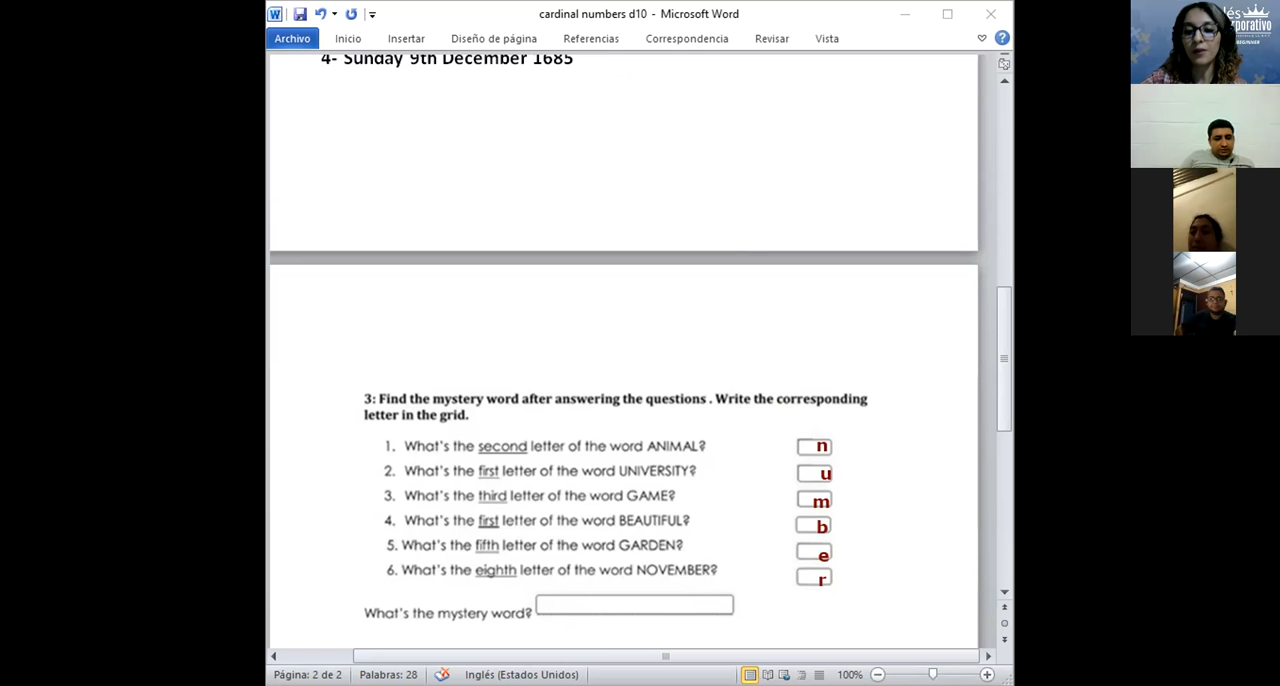 cardinal numbers d10 - Microsoft Word
Archivo Inicio Insertar Diseño de página Referencias Correspondencia Revisar Vista
4- Sunday 9th December 1685
3: Find the mystery word after answering the questions . Write the corresponding
letter in the grid.
1. What's the second letter of the word ANIMAL? n
2. What's the first letter of the word UNIVERSITY? u
3. What's the third letter of the word GAME? m
4. What's the first letter of the word BEAUTIFUL? b
5. What's the fifth letter of the word GARDEN? e
6. What's the eighth letter of the word NOVEMBER? r
What's the mystery word?
Página: 2 de 2 Palabras: 28 Inglés (Estados Unidos) 100%
BEGINNER